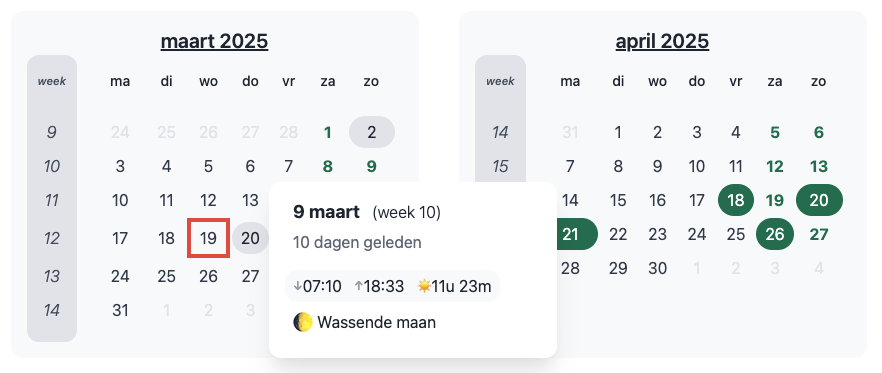 maart 2025
week ma di wo do vr za zo
9 24 25 26 27 28 1 2
10 3 4 5 6 7 8 9
11 10 11 12 13
12 17 18 19 20
13 24 25 26 27
14 31 1 2 3
april 2025
week ma di wo do vr za zo
14 31 1 2 3 4 5 6
15 7 8 9 10 11 12 13
14 15 16 17 18 19 20
21 22 23 24 25 26 27
28 29 30 1 2 3 4
9 maart (week 10)
10 dagen geleden
↓07:10 ↑18:33 ☀️11u 23m
🌔 Wassende maan